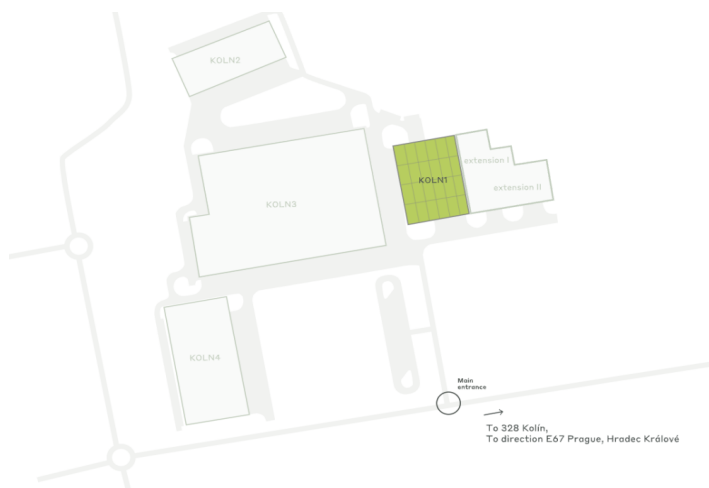 KOLN2
extension I
KOLN1
extension II
KOLN3
KOLN4
Main
entrance
To 328 Kolín,
To direction E67 Prague, Hradec Králové